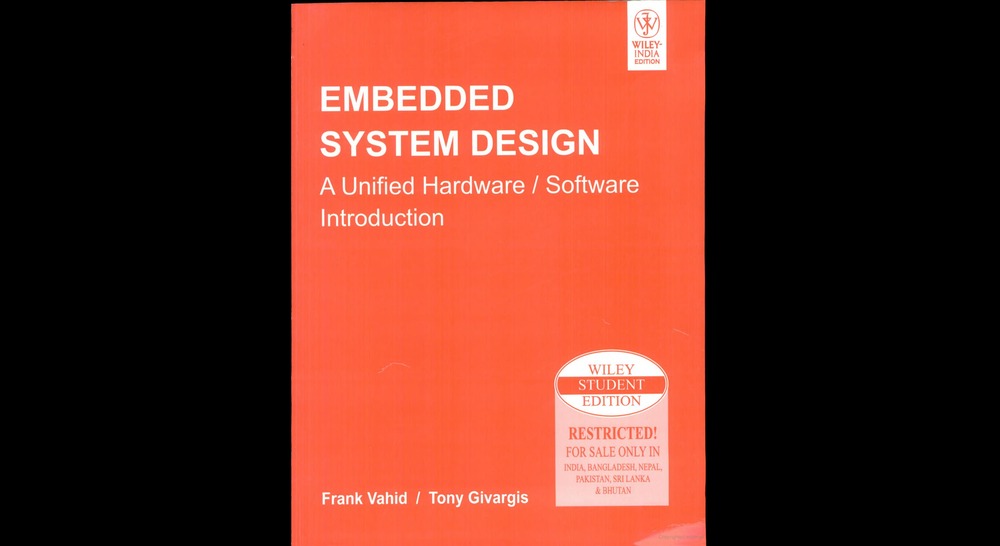 WILEY-
INDIA
EDITION
EMBEDDED
SYSTEM DESIGN
A Unified Hardware / Software
Introduction
WILEY
STUDENT
EDITION
RESTRICTED!
FOR SALE ONLY IN
INDIA, BANGLADESH, NEPAL,
PAKISTAN, SRI LANKA
& BHUTAN
Frank Vahid / Tony Givargis